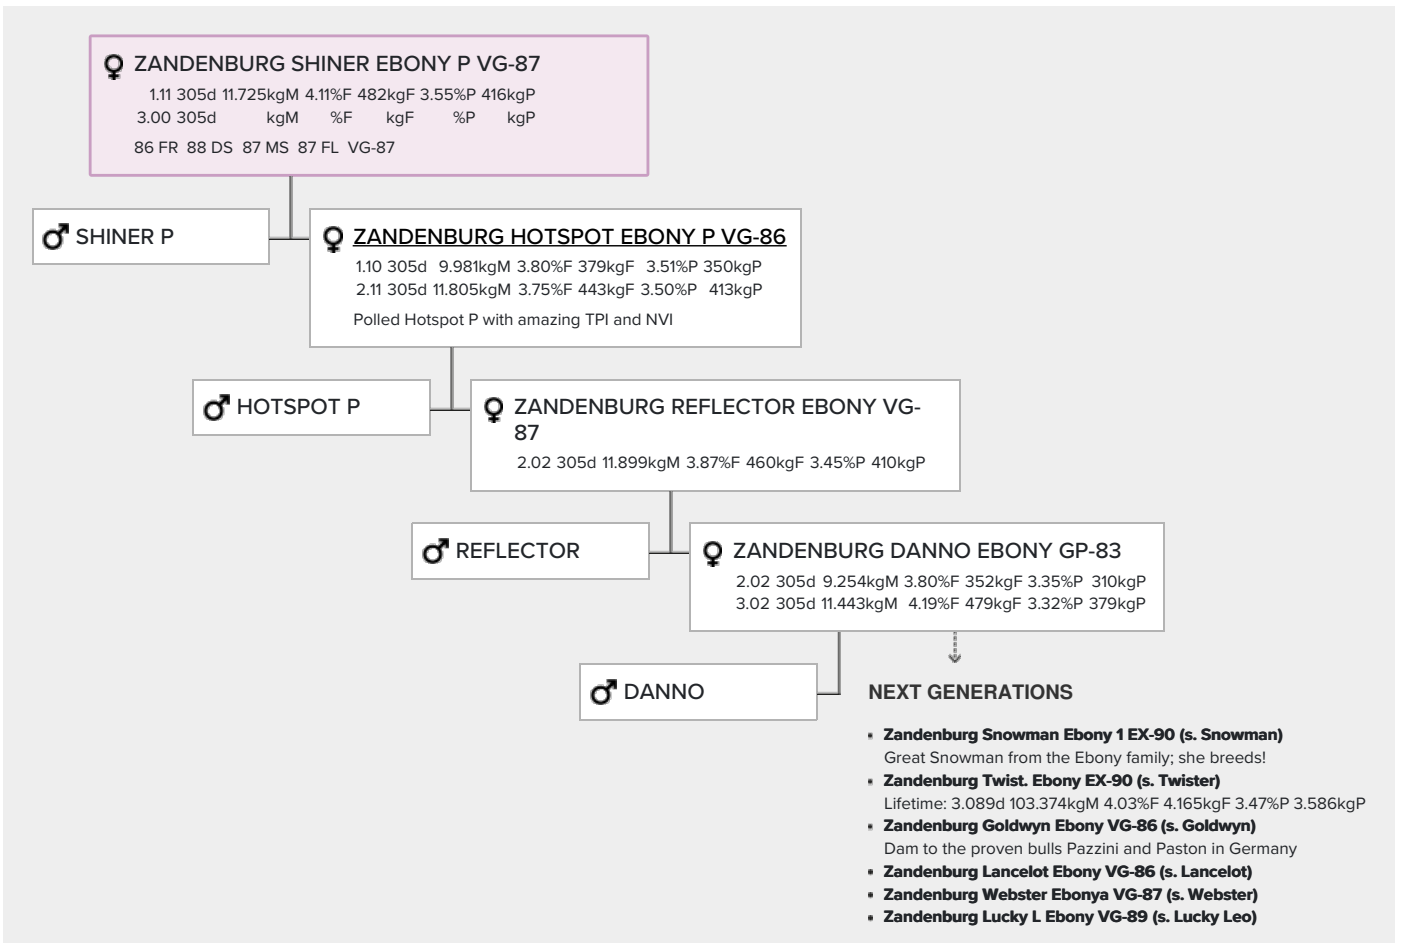 ZANDENBURG SHINER EBONY P VG-87
1.11 305d 11.725kgM 4.11%F 482kgF 3.55%P 416kgP
3.00 305d kgM %F kgF %P kgP
86 FR 88 DS 87 MS 87 FL VG-87
SHINER P
ZANDENBURG HOTSPOT EBONY P VG-86
1.10 305d 9.981kgM 3.80%F 379kgF 3.51%P 350kgP
2.11 305d 11.805kgM 3.75%F 443kgF 3.50%P 413kgP
Polled Hotspot P with amazing TPI and NVI
HOTSPOT P
ZANDENBURG REFLECTOR EBONY VG-
87
2.02 305d 11.899kgM 3.87%F 460kgF 3.45%P 410kgP
REFLECTOR
ZANDENBURG DANNO EBONY GP-83
2.02 305d 9.254kgM 3.80%F 352kgF 3.35%P 310kgP
3.02 305d 11.443kgM 4.19%F 479kgF 3.32%P 379kgP
DANNO
NEXT GENERATIONS
Zandenburg Snowman Ebony 1 EX-90 (s. Snowman)
Great Snowman from the Ebony family; she breeds!
Zandenburg Twist. Ebony EX-90 (s. Twister)
Lifetime: 3.089d 103.374kgM 4.03%F 4.165kgF 3.47%P 3.586kgP
Zandenburg Goldwyn Ebony VG-86 (s. Goldwyn)
Dam to the proven bulls Pazzini and Paston in Germany
Zandenburg Lancelot Ebony VG-86 (s. Lancelot)
Zandenburg Webster Ebonya VG-87 (s. Webster)
Zandenburg Lucky L Ebony VG-89 (s. Lucky Leo)